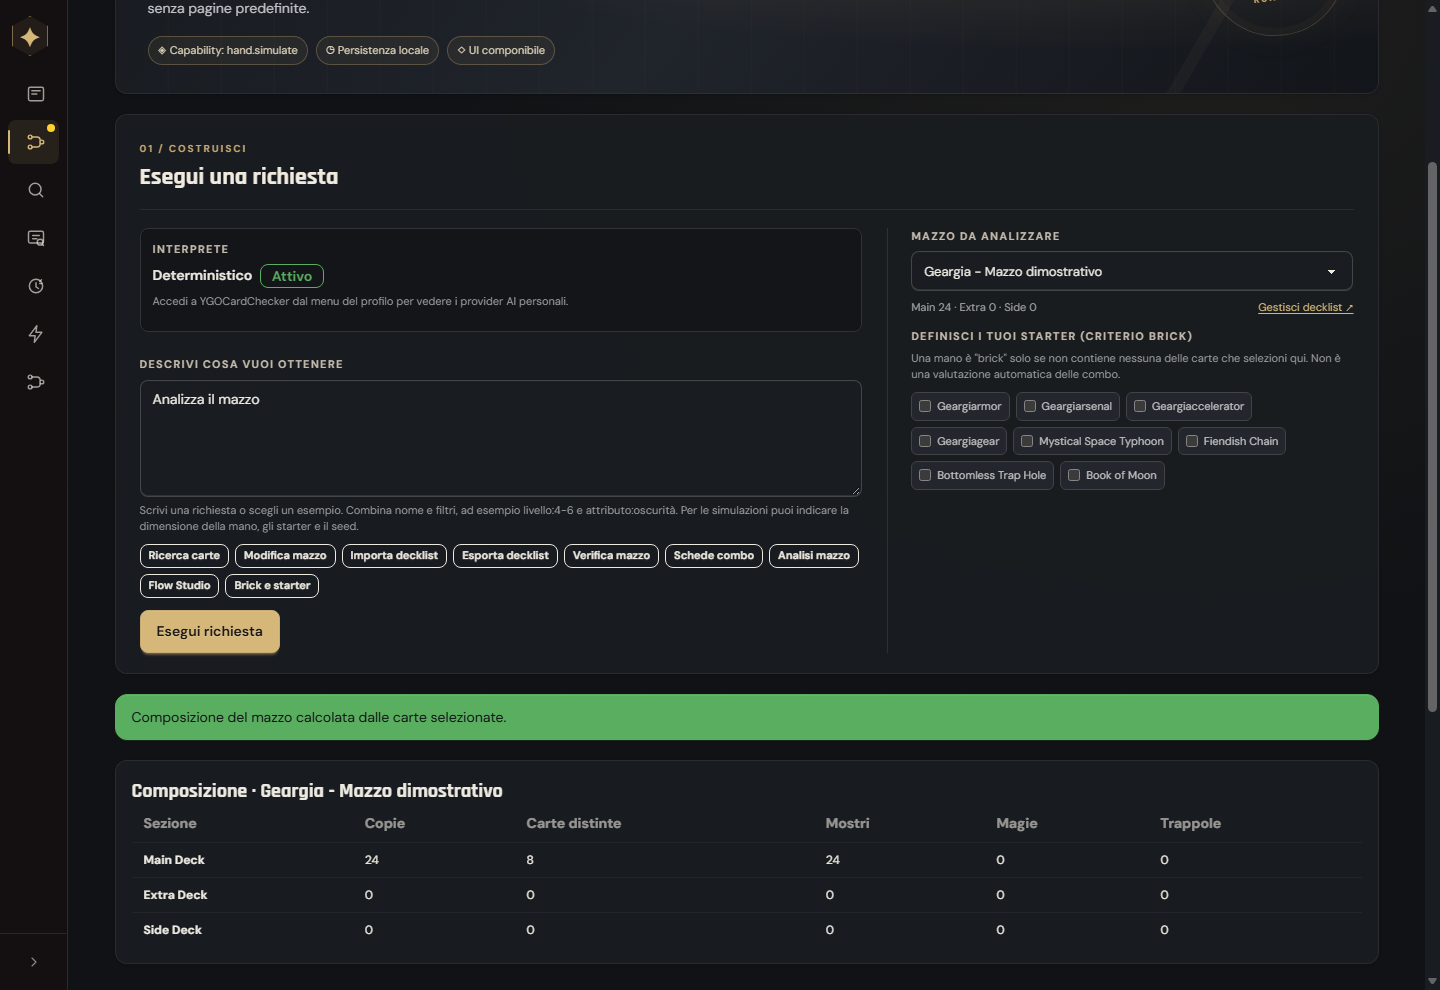 senza pagine predefinite.
Capability: hand.simulate
Persistenza locale
UI componibile
01 / COSTRUISCI
Esegui una richiesta
INTERPRETE
Deterministico
Attivo
Accedi a YGOCardChecker dal menu del profilo per vedere i provider AI personali.
DESCRIVI COSA VUOI OTTENERE
Analizza il mazzo
Scrivi una richiesta o scegli un esempio. Combina nome e filtri, ad esempio livello:4-6 e attributo:oscurità. Per le simulazioni puoi indicare la
dimensione della mano, gli starter e il seed.
Ricerca carte
Modifica mazzo
Importa decklist
Esporta decklist
Verifica mazzo
Schede combo
Analisi mazzo
Flow Studio
Brick e starter
Esegui richiesta
MAZZO DA ANALIZZARE
Geargia - Mazzo dimostrativo
Main 24 · Extra 0 · Side 0
Gestisci decklist ↗
DEFINISCI I TUOI STARTER (CRITERIO BRICK)
Una mano è "brick" solo se non contiene nessuna delle carte che selezioni qui. Non è
una valutazione automatica delle combo.
Geargiarmor
Geargiarsenal
Geargiaccelerator
Geargiagear
Mystical Space Typhoon
Fiendish Chain
Bottomless Trap Hole
Book of Moon
Composizione del mazzo calcolata dalle carte selezionate.
Composizione · Geargia - Mazzo dimostrativo
Sezione Copie Carte distinte Mostri Magie Trappole
Main Deck 24 8 24 0 0
Extra Deck 0 0 0 0 0
Side Deck 0 0 0 0 0